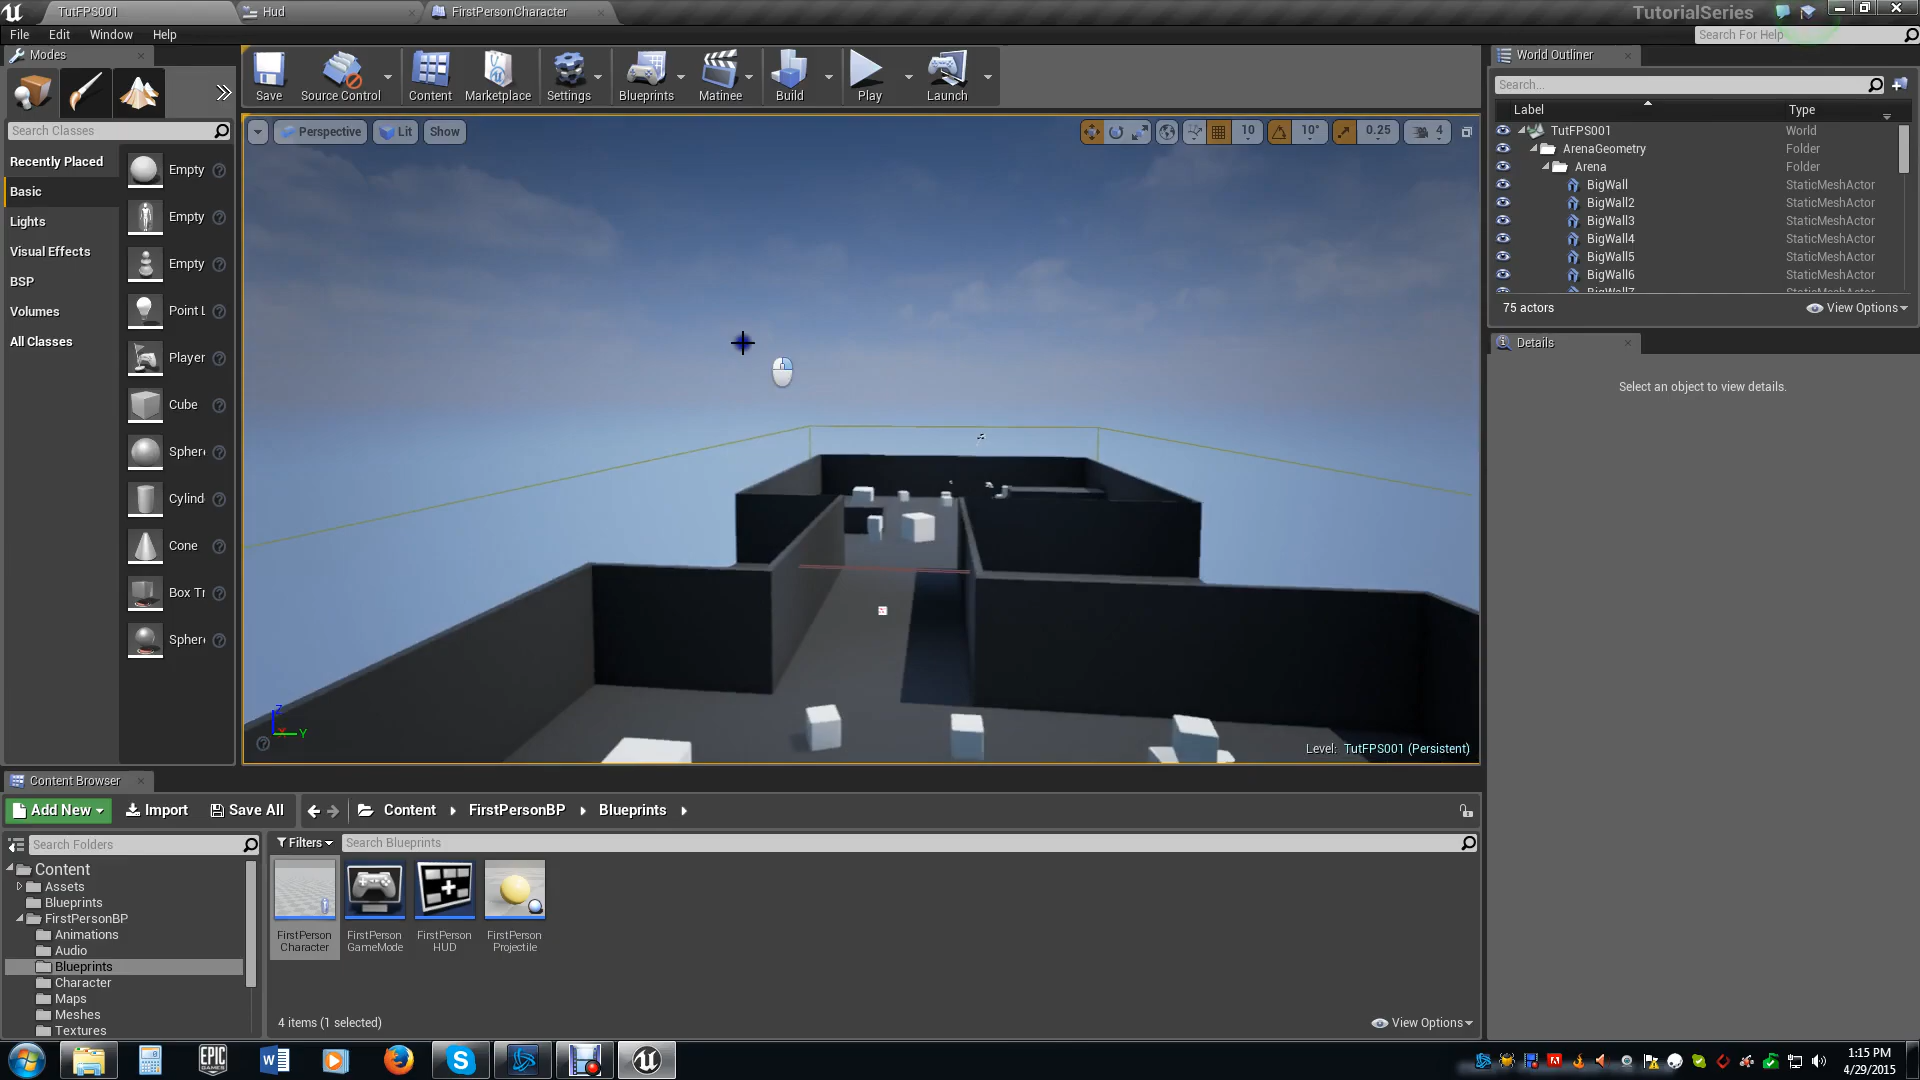 TutFPS001
Hud
FirstPersonCharacter
TutorialSeries
File
Edit
Window
Help
Search For Help
Modes
Save
Source Control
Content
Marketplace
Settings
Blueprints
Matinee
Build
Play
Launch
World Outliner
Search...
Label
Type
TutFPS001
World
ArenaGeometry
Folder
Arena
Folder
BigWall
StaticMeshActor
BigWall2
StaticMeshActor
BigWall3
StaticMeshActor
BigWall4
StaticMeshActor
BigWall5
StaticMeshActor
BigWall6
StaticMeshActor
BigWall7
75 actors
View Options
Details
Select an object to view details.
Search Classes
Recently Placed
Basic
Lights
Visual Effects
BSP
Volumes
All Classes
Empty
Empty
Empty
Point L
Player
Cube
Spher
Cylind
Cone
Box Tr
Spher
Perspective
Lit
Show
10
10°
0.25
4
Z
Y
Level: TutFPS001 (Persistent)
Content Browser
Add New
Import
Save All
Content
FirstPersonBP
Blueprints
Search Folders
Filters
Search Blueprints
Content
Assets
Blueprints
FirstPersonBP
Animations
Audio
Blueprints
Character
Maps
Meshes
Textures
FirstPerson
Character
FirstPerson
GameMode
FirstPerson
HUD
FirstPerson
Projectile
4 items (1 selected)
View Options
EPIC
GAMES
1:15 PM
4/29/2015